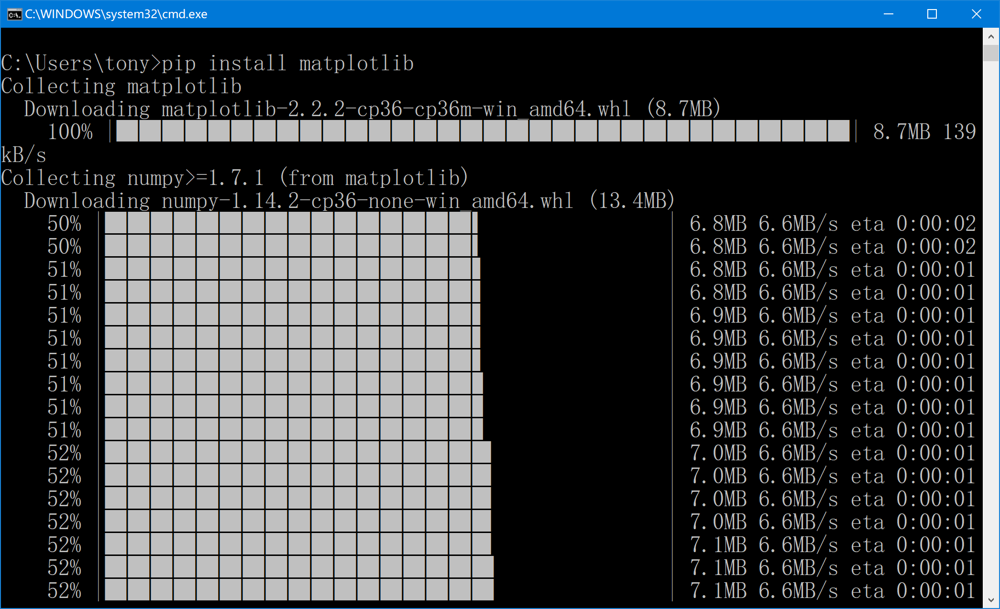 C:\WINDOWS\system32\cmd.exe
C:\Users\tony>pip install matplotlib
Collecting matplotlib
Downloading matplotlib-2.2.2-cp36-cp36m-win_amd64.whl (8.7MB)
100% |████████████████████████████████| 8.7MB 139
kB/s
Collecting numpy>=1.7.1 (from matplotlib)
Downloading numpy-1.14.2-cp36-none-win_amd64.whl (13.4MB)
50% | | 6.8MB 6.6MB/s eta 0:00:02
50% | | 6.8MB 6.6MB/s eta 0:00:02
51% | | 6.8MB 6.6MB/s eta 0:00:01
51% | | 6.8MB 6.6MB/s eta 0:00:01
51% | | 6.9MB 6.6MB/s eta 0:00:01
51% | | 6.9MB 6.6MB/s eta 0:00:01
51% | | 6.9MB 6.6MB/s eta 0:00:01
51% | | 6.9MB 6.6MB/s eta 0:00:01
51% | | 6.9MB 6.6MB/s eta 0:00:01
51% | | 6.9MB 6.6MB/s eta 0:00:01
52% | | 7.0MB 6.6MB/s eta 0:00:01
52% | | 7.0MB 6.6MB/s eta 0:00:01
52% | | 7.0MB 6.6MB/s eta 0:00:01
52% | | 7.0MB 6.6MB/s eta 0:00:01
52% | | 7.1MB 6.6MB/s eta 0:00:01
52% | | 7.1MB 6.6MB/s eta 0:00:01
52% | | 7.1MB 6.6MB/s eta 0:00:01